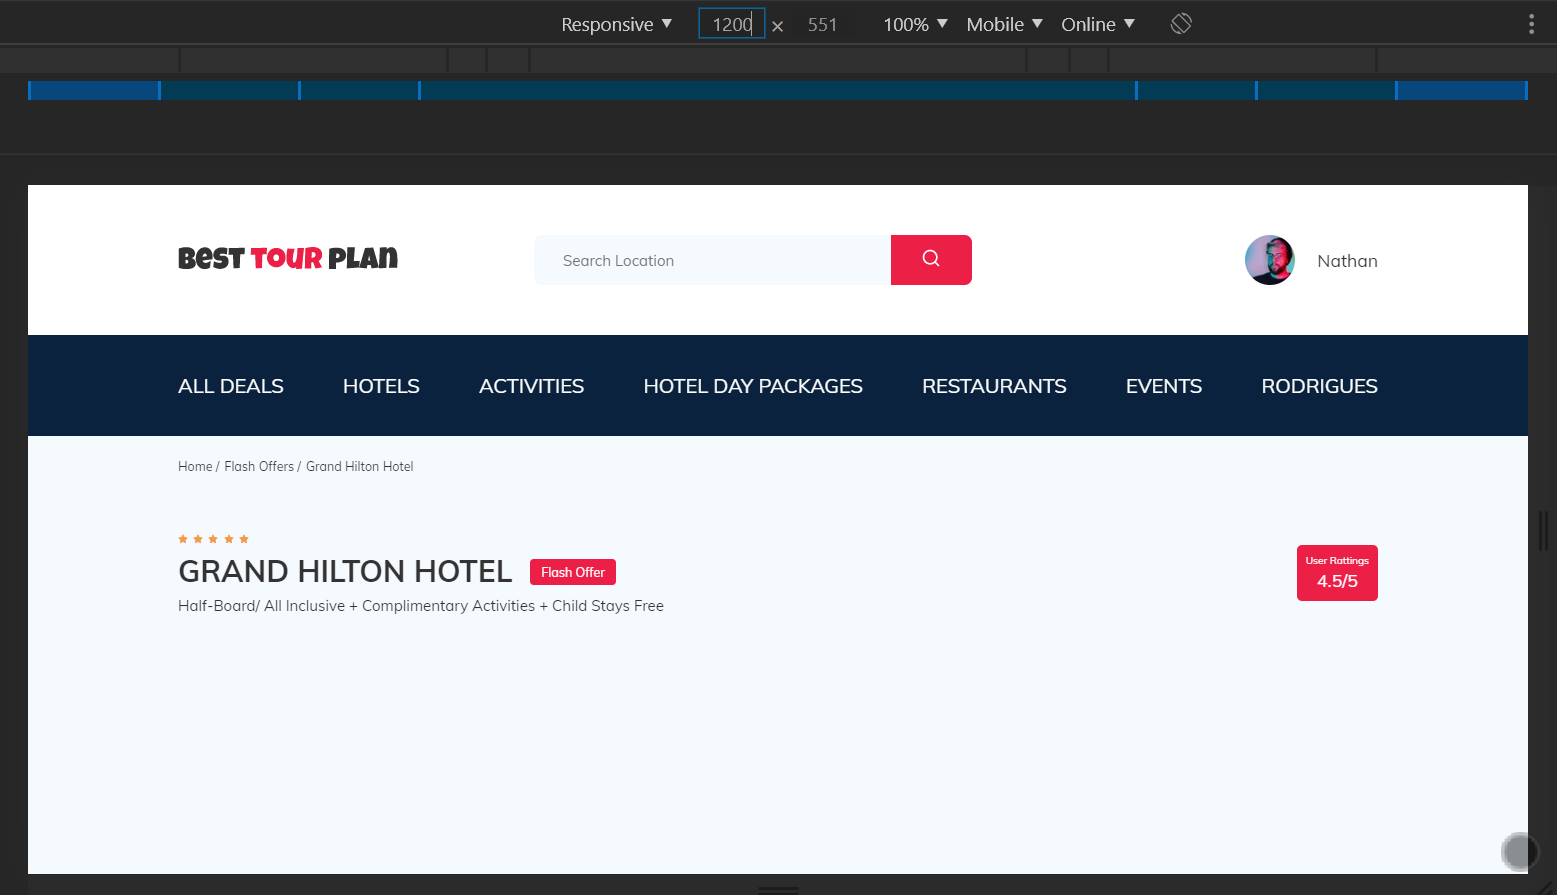 Responsive 1200 × 551 100% Mobile Online
BEST TOUR PLAN Search Location Nathan
ALL DEALS HOTELS ACTIVITIES HOTEL DAY PACKAGES RESTAURANTS EVENTS RODRIGUES
Home / Flash Offers / Grand Hilton Hotel
GRAND HILTON HOTEL Flash Offer
Half-Board/ All Inclusive + Complimentary Activities + Child Stays Free
User Rattings
4.5/5